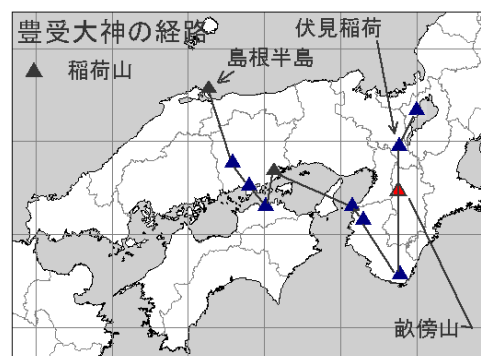 豊受大神の経路
伏見稲荷
▲ 稲荷山
島根半島
畝傍山